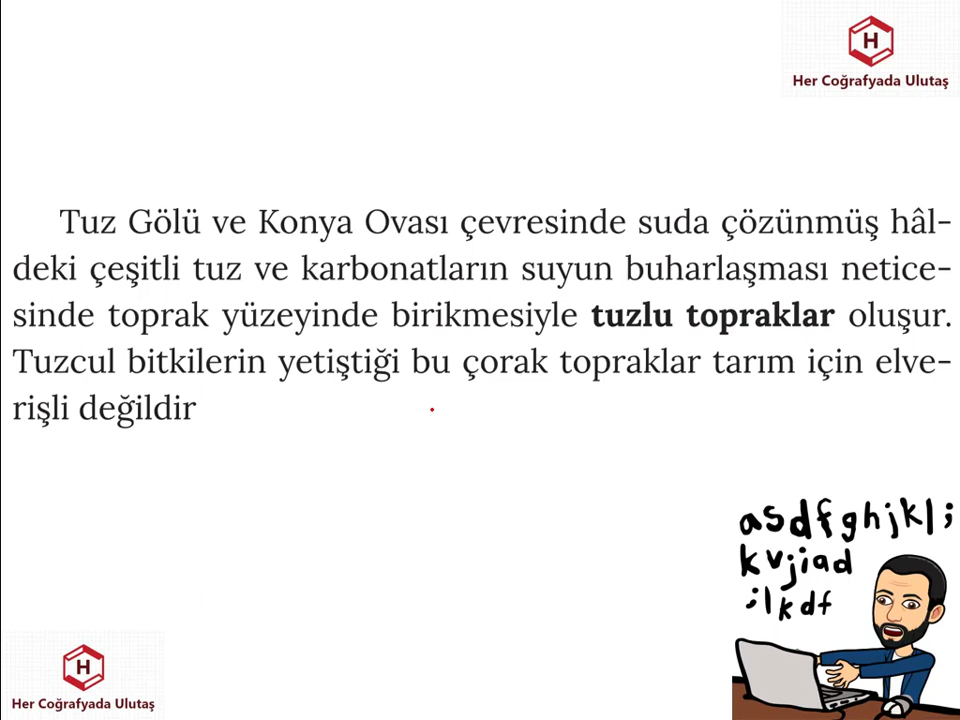 H
Her Coğrafyada Ulutaş
Tuz Gölü ve Konya Ovası çevresinde suda çözünmüş hâl-
deki çeşitli tuz ve karbonatların suyun buharlaşması netice-
sinde toprak yüzeyinde birikmesiyle tuzlu topraklar oluşur.
Tuzcul bitkilerin yetiştiği bu çorak topraklar tarım için elve-
rişli değildir
asdfghjkl;
kvjiad
;lkdf
H
Her Coğrafyada Ulutaş